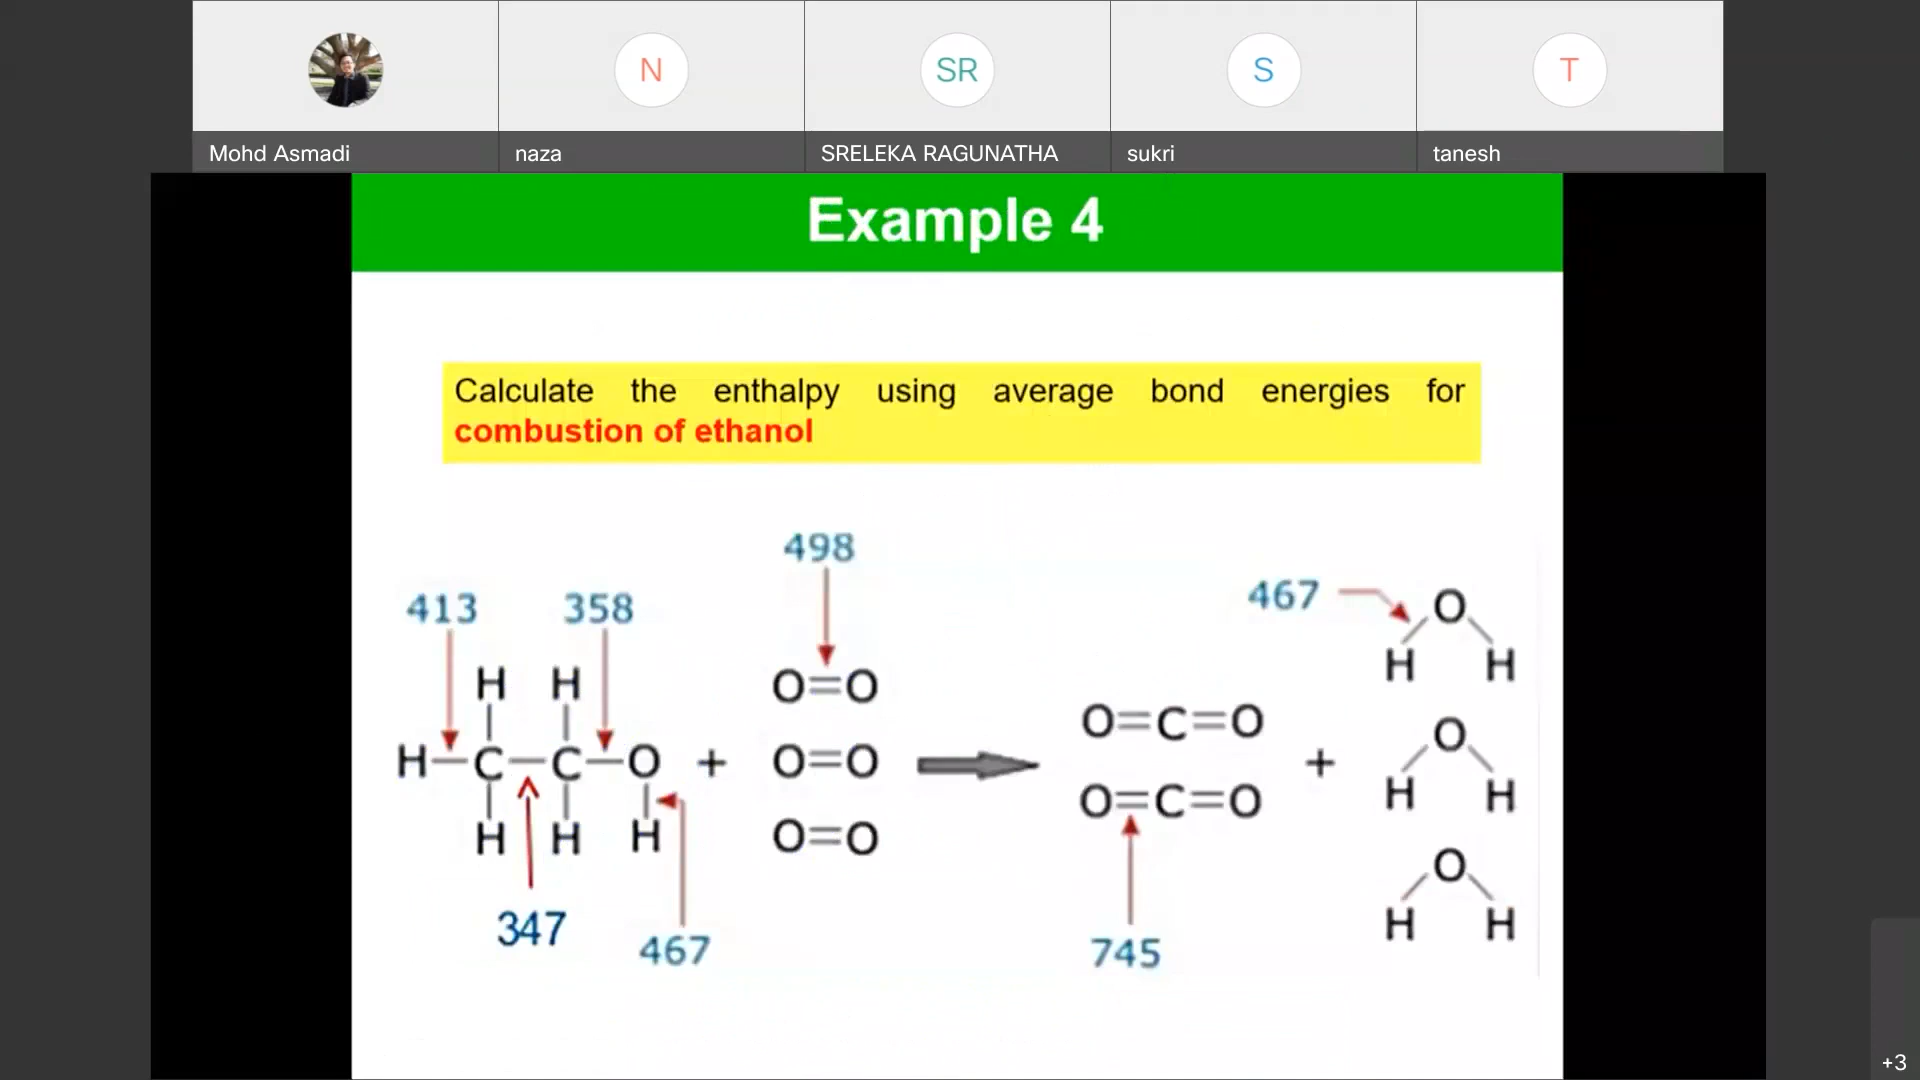 N
SR
S
T
Mohd Asmadi
naza
SRELEKA RAGUNATHA
sukri
tanesh
Example 4
Calculate the enthalpy using average bond energies for
combustion of ethanol
498
413
358
467
O
H H
H H
O=O
O=C=O
O
H-C-C-O + O=O
+
H H
O=C=O
H H H
O=O
O
H H
347
467
745
+3